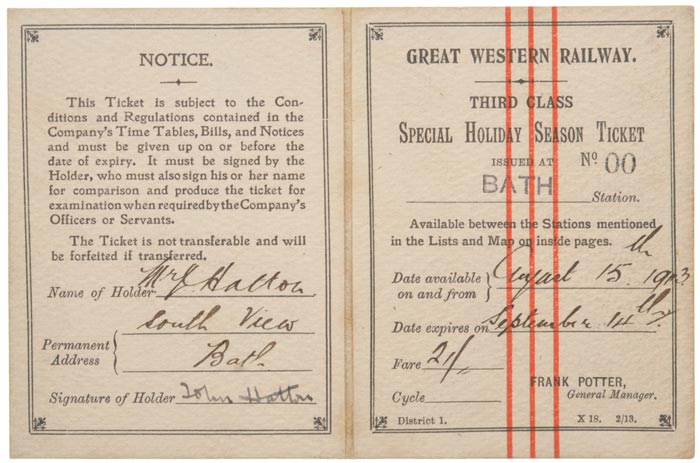 NOTICE.
This Ticket is subject to the Con-
ditions and Regulations contained in the
Company's Time Tables, Bills, and Notices
and must be given up on or before the
date of expiry. It must be signed by the
Holder, who must also sign his or her name
for comparison and produce the ticket for
examination when required by the Company's
Officers or Servants.
The Ticket is not transferable and will
be forfeited if transferred.
Name of Holder Mr J Hatton
South View
Permanent Address } Bath
Signature of Holder John Hatton
GREAT WESTERN RAILWAY.
THIRD CLASS
SPECIAL HOLIDAY SEASON TICKET
ISSUED AT No 00
BATH Station.
Available between the Stations mentioned
in the Lists and Map on inside pages.
Date available on and from } August 15th 1913
Date expires on September 14th
Fare 21/-
FRANK POTTER,
General Manager.
Cycle
District 1. X 18. 2/13.